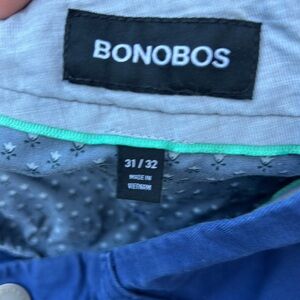 BONOBOS
31 / 32
MADE IN
VIETNAM